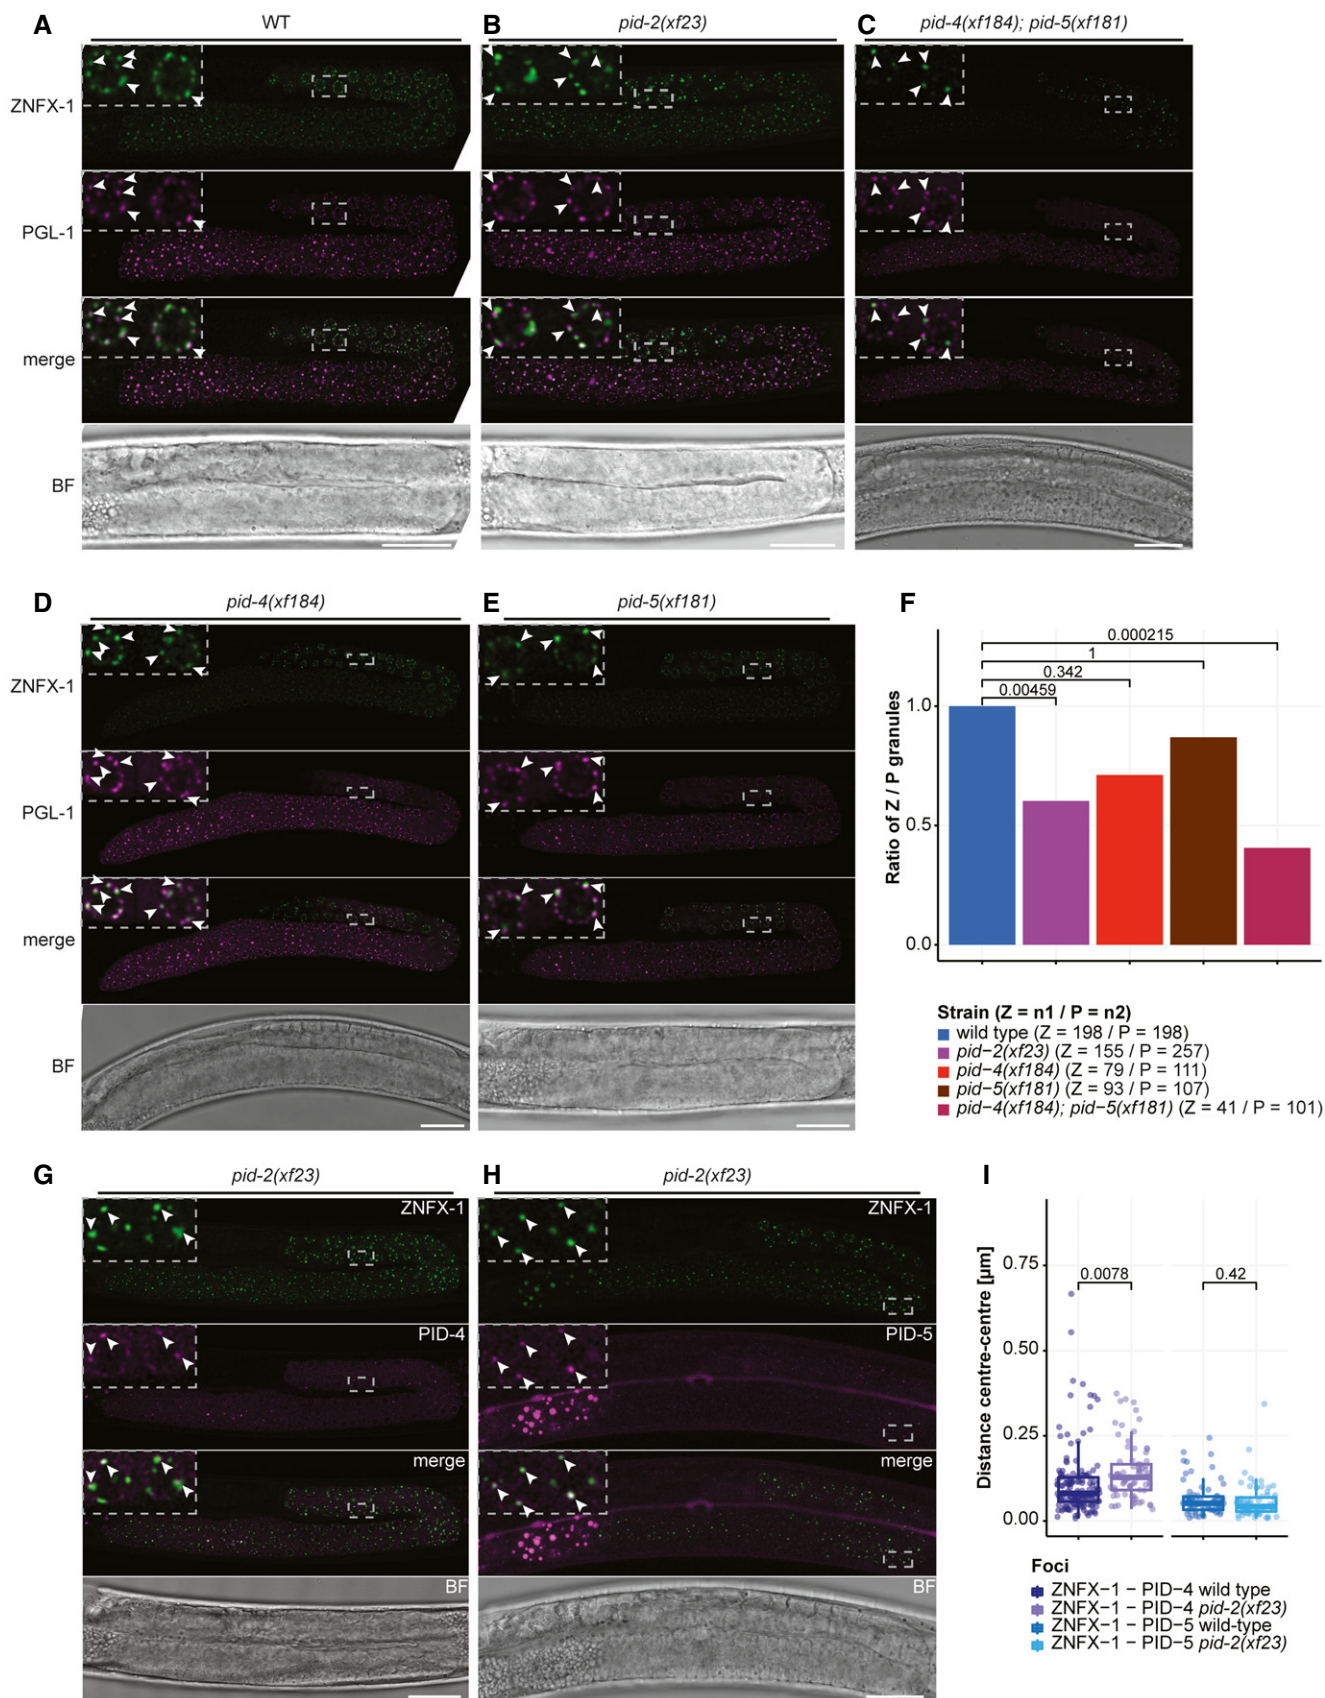 A
WT
B
pid-2(xf23)
C
pid-4(xf184); pid-5(xf181)
ZNFX-1
PGL-1
merge
BF
D
pid-4(xf184)
E
pid-5(xf181)
F
ZNFX-1
PGL-1
merge
BF
0.000215
1
0.342
0.00459
1.0
0.5
0.0
Ratio of Z / P granules
Strain (Z = n1 / P = n2)
wild type (Z = 198 / P = 198)
pid−2(xf23) (Z = 155 / P = 257)
pid−4(xf184) (Z = 79 / P = 111)
pid−5(xf181) (Z = 93 / P = 107)
pid−4(xf184); pid−5(xf181) (Z = 41 / P = 101)
G
pid-2(xf23)
ZNFX-1
PID-4
merge
BF
H
pid-2(xf23)
ZNFX-1
PID-5
merge
BF
I
0.75
0.50
0.25
0.00
Distance centre-centre [µm]
0.0078
0.42
Foci
ZNFX−1 − PID−4 wild type
ZNFX−1 − PID−4 pid-2(xf23)
ZNFX−1 − PID−5 wild-type
ZNFX−1 − PID−5 pid-2(xf23)